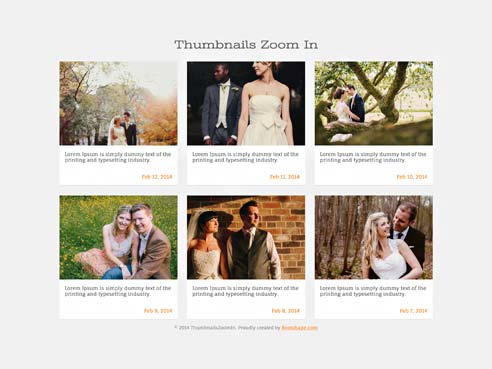 Thumbnails Zoom In
Lorem Ipsum is simply dummy text of the
printing and typesetting industry.
Feb 12, 2014
Lorem Ipsum is simply dummy text of the
printing and typesetting industry.
Feb 11, 2014
Lorem Ipsum is simply dummy text of the
printing and typesetting industry.
Feb 10, 2014
Lorem Ipsum is simply dummy text of the
printing and typesetting industry.
Feb 9, 2014
Lorem Ipsum is simply dummy text of the
printing and typesetting industry.
Feb 8, 2014
Lorem Ipsum is simply dummy text of the
printing and typesetting industry.
Feb 7, 2014
© 2014 ThumbnailsZoomIn. Proudly created by Roomshape.com